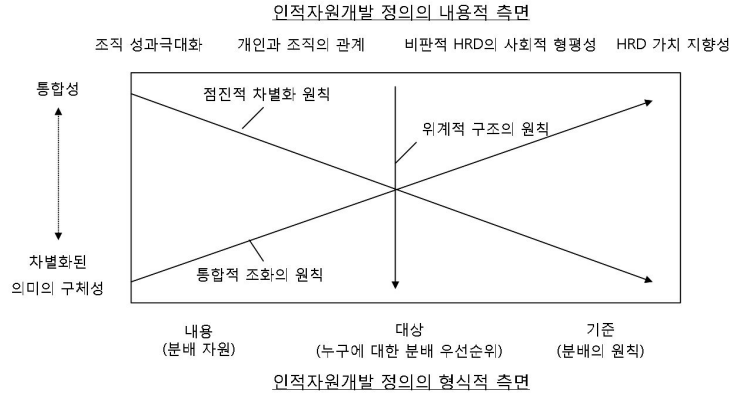 인적자원개발 정의의 내용적 측면
조직 성과극대화 개인과 조직의 관계 비판적 HRD의 사회적 형평성 HRD 가치 지향성
통합성
점진적 차별화 원칙
위계적 구조의 원칙
통합적 조화의 원칙
차별화된
의미의 구체성
내용 대상 기준
(분배 자원) (누구에 대한 분배 우선순위) (분배의 원칙)
인적자원개발 정의의 형식적 측면